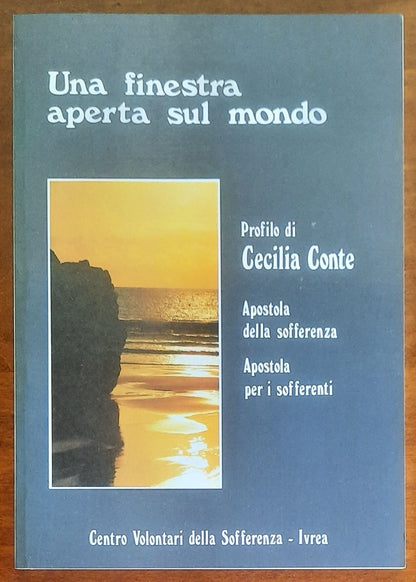 Una finestra
aperta sul mondo
Profilo di
Cecilia Conte
Apostola
della sofferenza
Apostola
per i sofferenti
Centro Volontari della Sofferenza - Ivrea